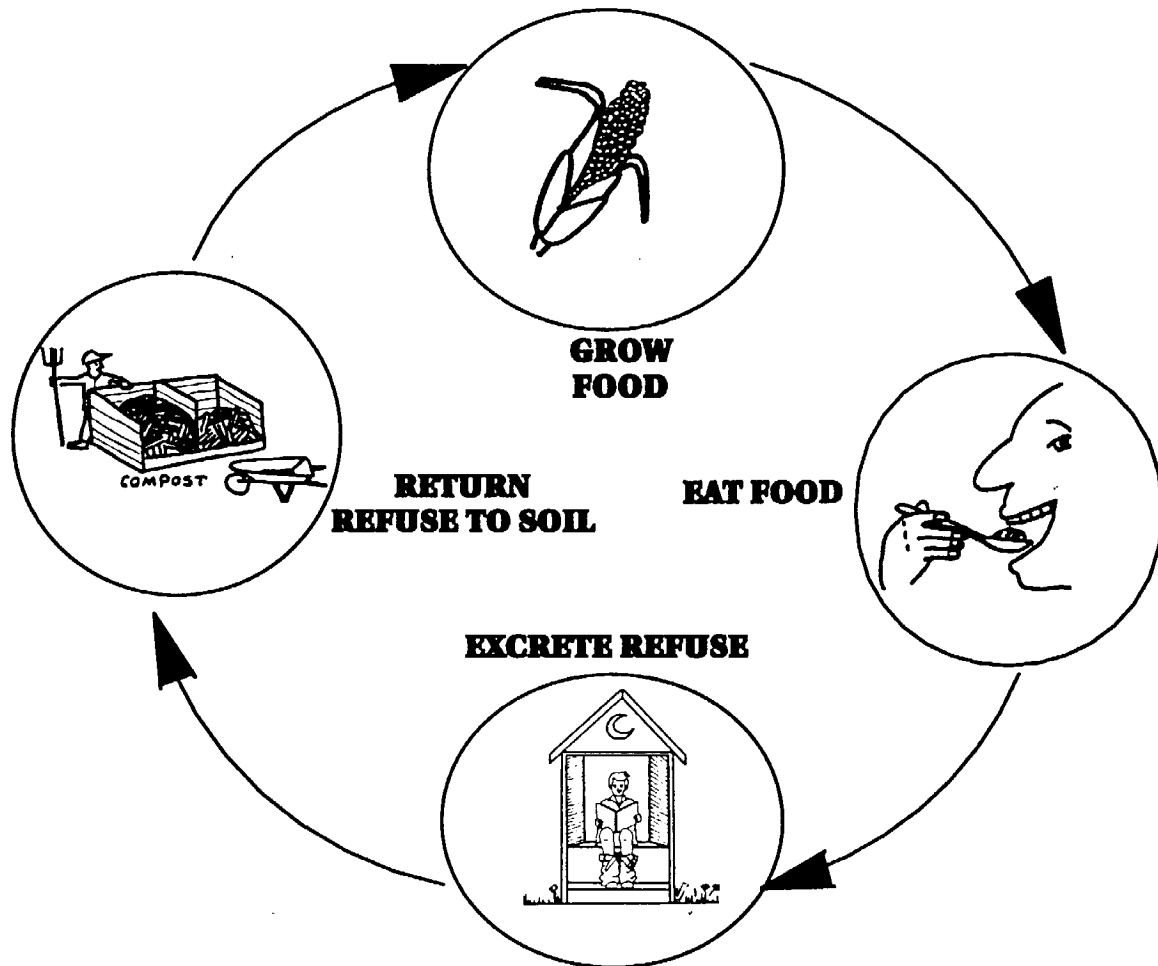 GROW
FOOD
EAT FOOD
EXCRETE REFUSE
RETURN
REFUSE TO SOIL
COMPOST